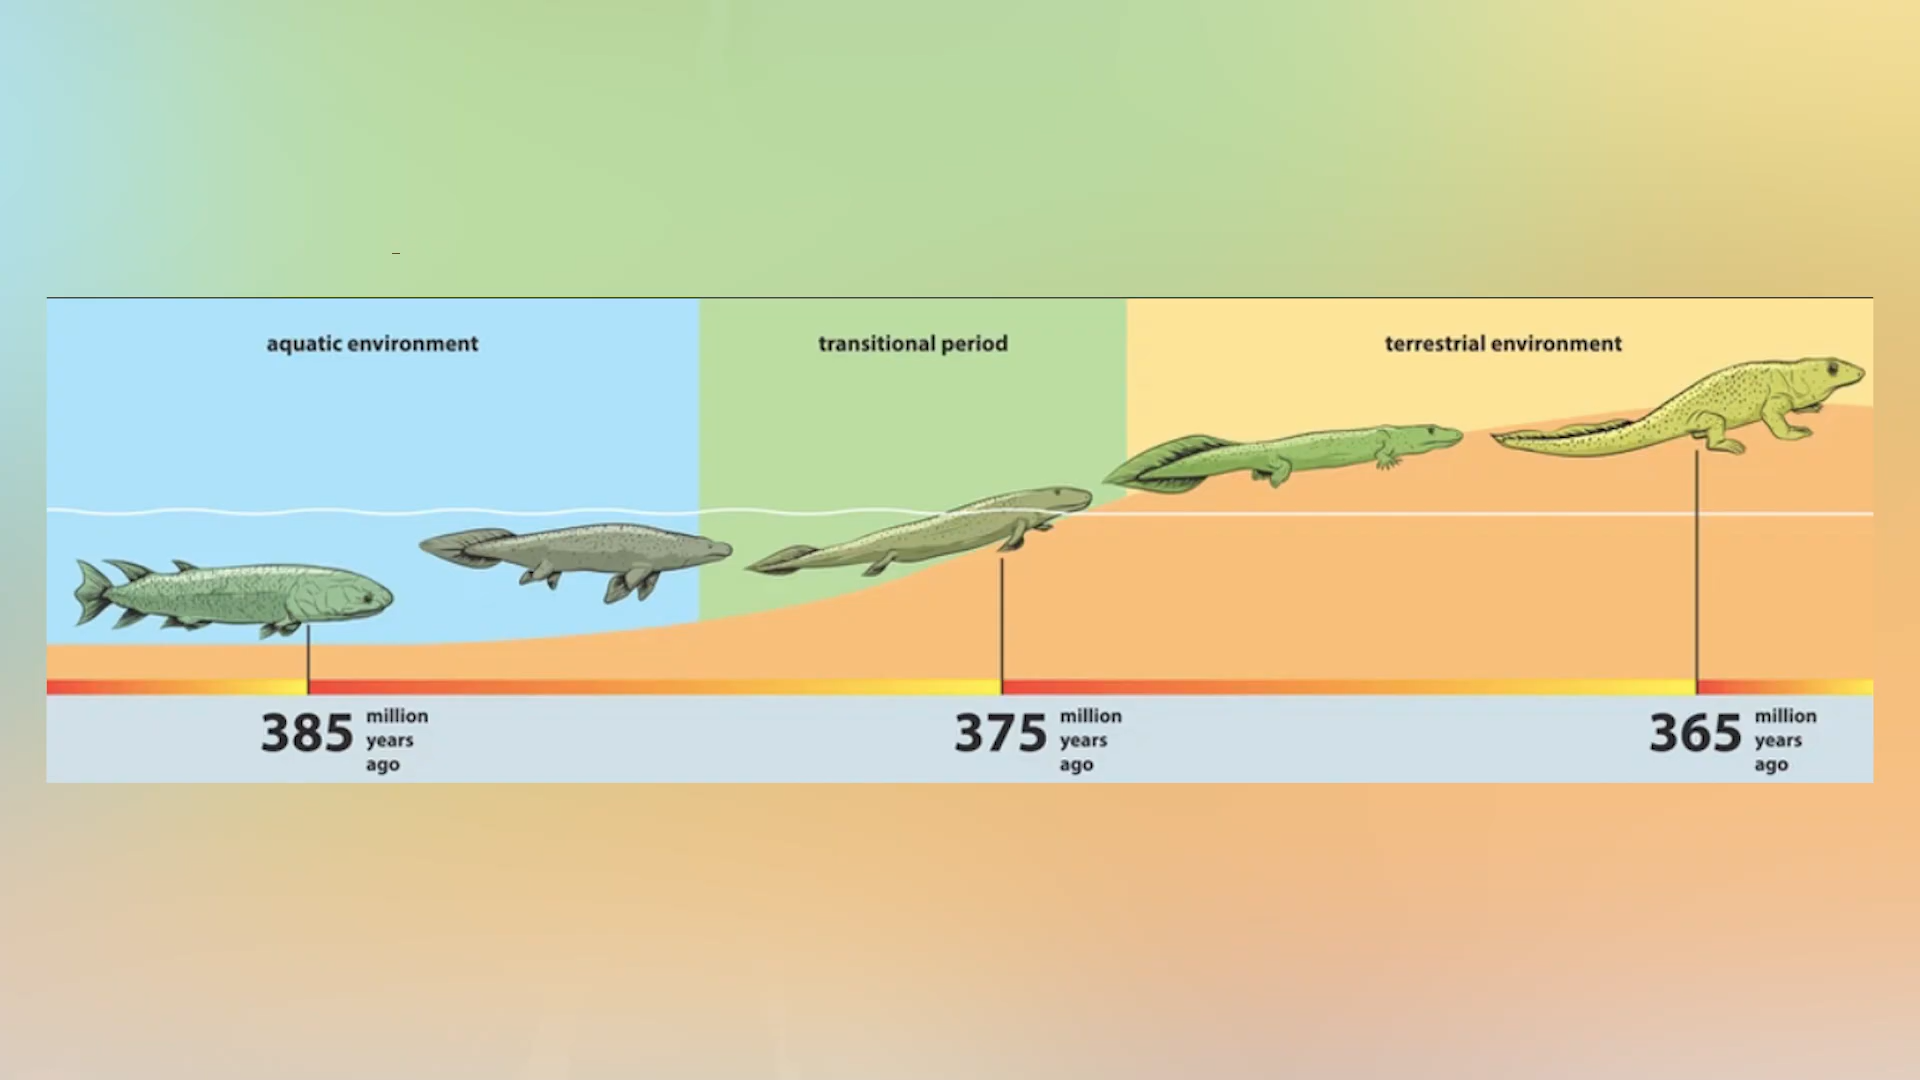 aquatic environment
transitional period
terrestrial environment
385 million years ago
375 million years ago
365 million years ago